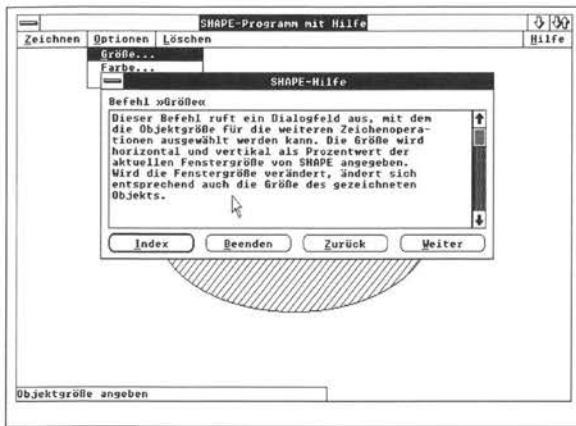 SHAPE-Programm mit Hilfe
Zeichnen Optionen Löschen Hilfe
Größe...
Farbe...
SHAPE-Hilfe
Befehl »Größe«
Dieser Befehl ruft ein Dialogfeld aus, mit dem
die Objektgröße für die weiteren Zeichenopera-
tionen ausgewählt werden kann. Die Größe wird
horizontal und vertikal als Prozentwert der
aktuellen Fenstergröße von SHAPE angegeben.
Wird die Fenstergröße verändert, ändert sich
entsprechend auch die Größe des gezeichneten
Objekts.
Index Beenden Zurück Weiter
Objektgröße angeben